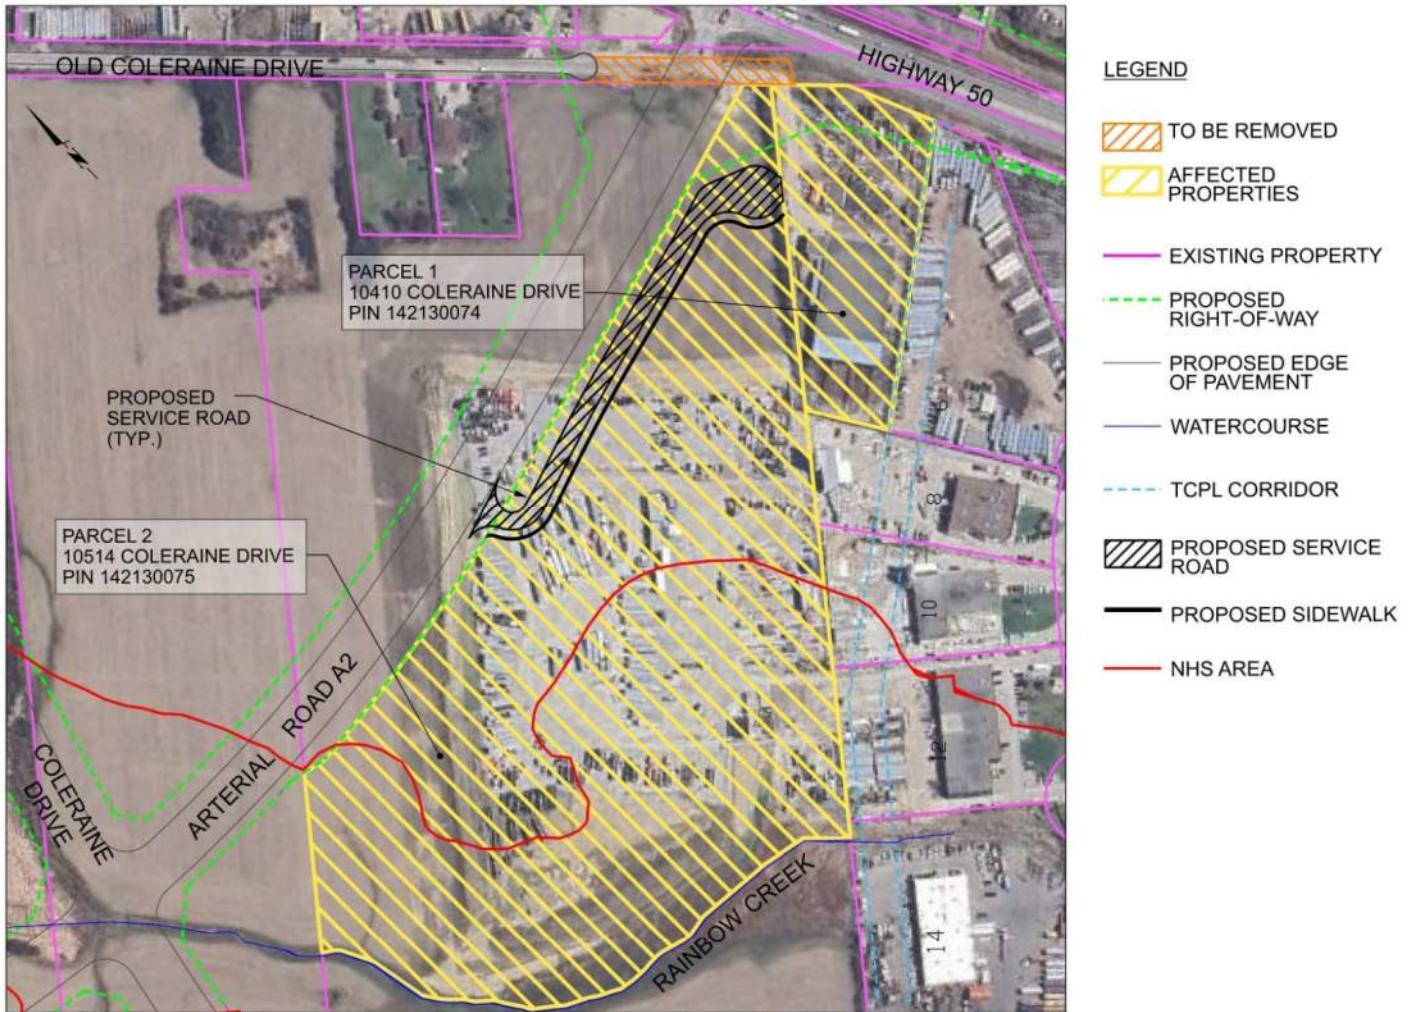 OLD COLERAINE DRIVE
HIGHWAY 50
N
PARCEL 1
10410 COLERAINE DRIVE
PIN 142130074
PROPOSED
SERVICE ROAD
(TYP.)
PARCEL 2
10514 COLERAINE DRIVE
PIN 142130075
ARTERIAL ROAD A2
COLERAINE
DRIVE
RAINBOW CREEK
6
8
10
12
14
LEGEND
TO BE REMOVED
AFFECTED
PROPERTIES
EXISTING PROPERTY
PROPOSED
RIGHT-OF-WAY
PROPOSED EDGE
OF PAVEMENT
WATERCOURSE
TCPL CORRIDOR
PROPOSED SERVICE
ROAD
PROPOSED SIDEWALK
NHS AREA